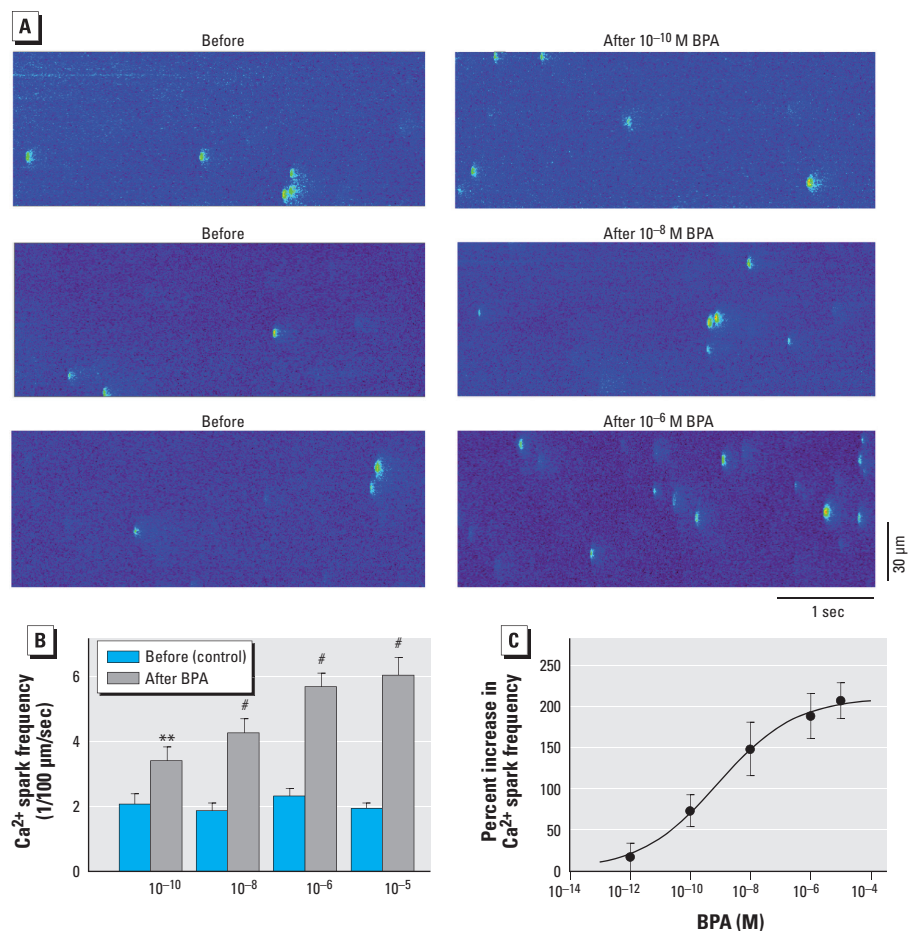 A
Before
After 10⁻¹⁰ M BPA
Before
After 10⁻⁸ M BPA
Before
After 10⁻⁶ M BPA
30 µm
1 sec
B
Before (control)
After BPA
Ca²⁺ spark frequency
(1/100 µm/sec)
6
4
2
0
**
#
#
#
10⁻¹⁰
10⁻⁸
10⁻⁶
10⁻⁵
C
Percent increase in
Ca²⁺ spark frequency
250
200
150
100
50
0
10⁻¹⁴
10⁻¹²
10⁻¹⁰
10⁻⁸
10⁻⁶
10⁻⁴
BPA (M)